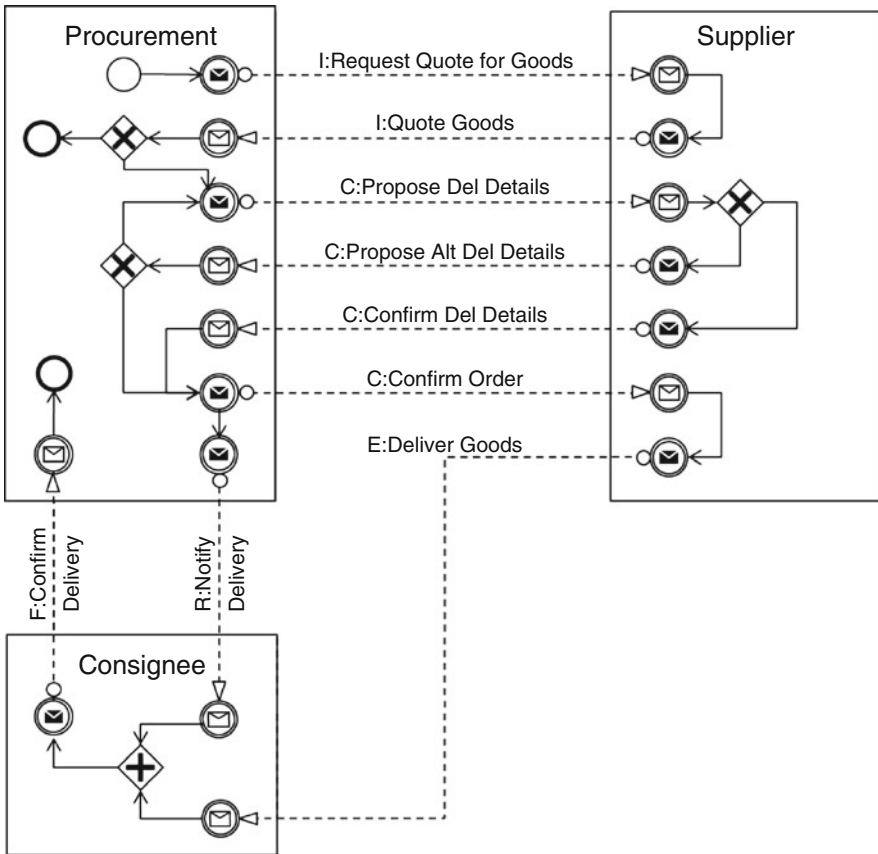 Procurement
Supplier
I:Request Quote for Goods
I:Quote Goods
C:Propose Del Details
C:Propose Alt Del Details
C:Confirm Del Details
C:Confirm Order
E:Deliver Goods
F:Confirm
Delivery
R:Notify
Delivery
Consignee